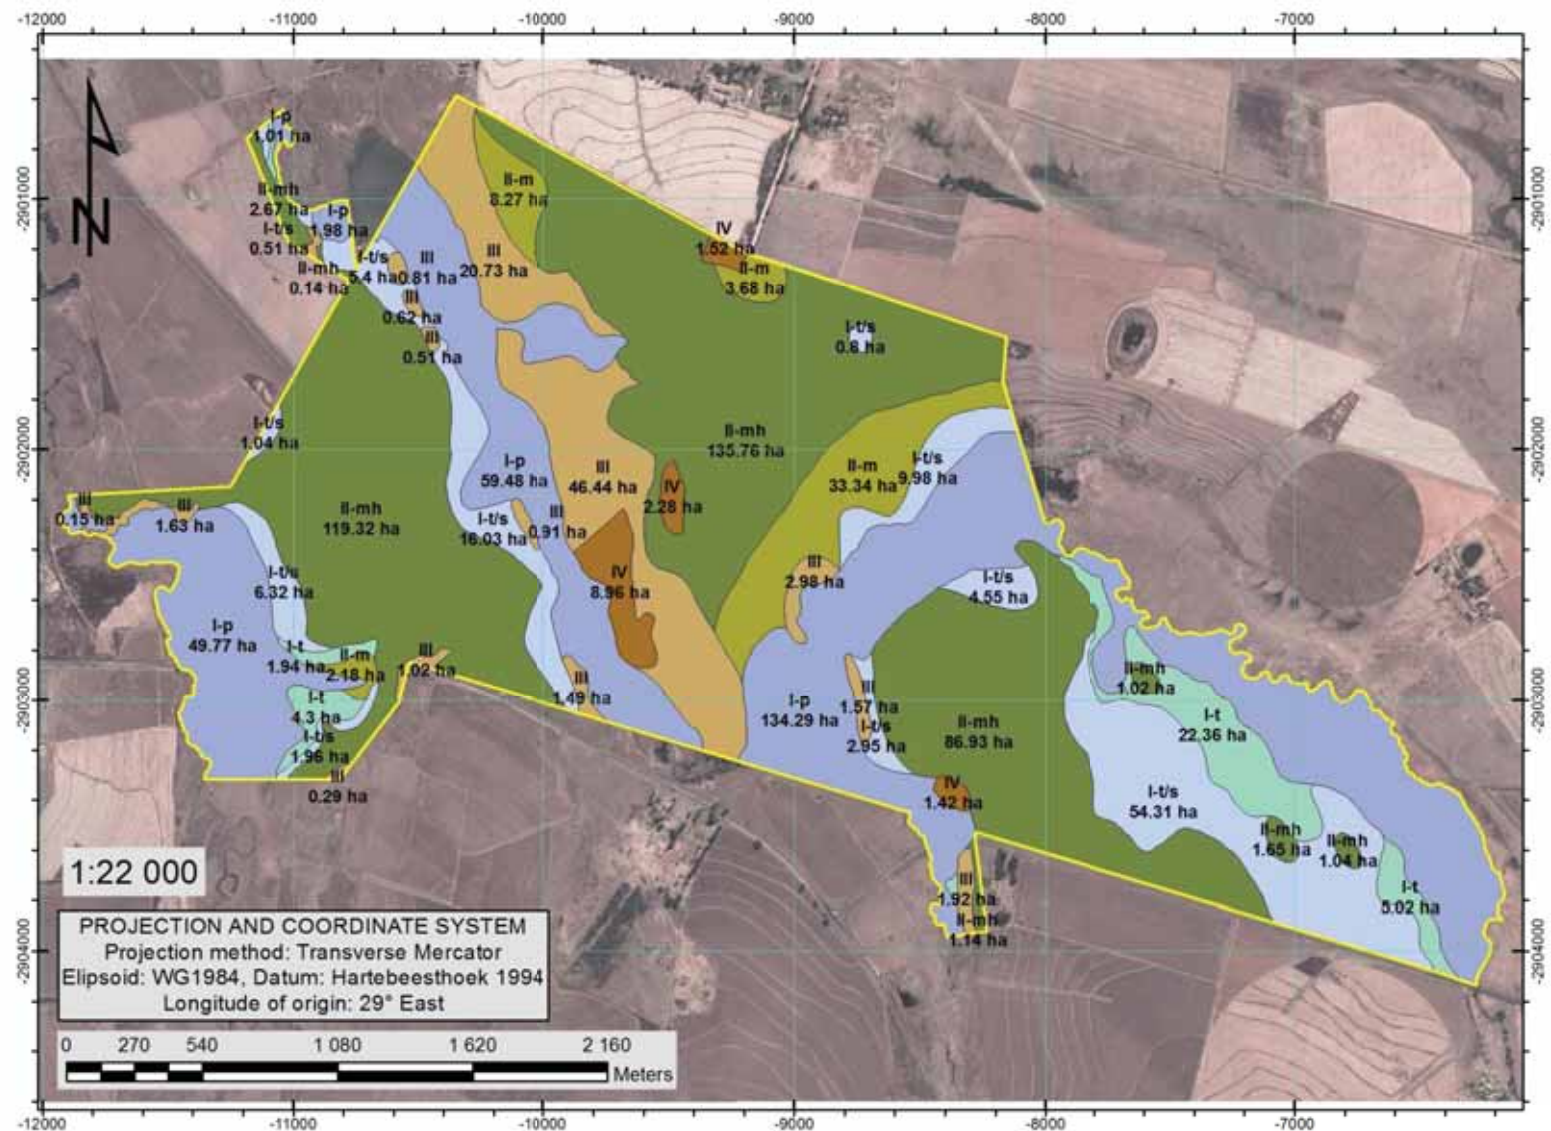 -12000 -11000 -10000 -9000 -8000 -7000
-2901000 -2901000
-2902000 -2902000
-2903000 -2903000
-2904000 -2904000
N
I-p
1.01 ha
II-mh
2.67 ha
I-t/s
0.51 ha
I-p
1.98 ha
II-mh
0.14 ha
I-t/s
5.4 ha
III
0.81 ha
III
0.62 ha
III
0.51 ha
III
20.73 ha
II-m
8.27 ha
IV
1.52 ha
II-m
3.68 ha
I-t/s
0.8 ha
I-t/s
1.04 ha
II-mh
135.76 ha
II-m
33.34 ha
I-t/s
9.98 ha
I-p
59.48 ha
III
46.44 ha
IV
2.28 ha
III
0.15 ha
III
1.63 ha
II-mh
119.32 ha
I-t/s
16.03 ha
III
0.91 ha
IV
8.96 ha
III
2.98 ha
I-t/s
4.55 ha
I-t/s
6.32 ha
I-p
49.77 ha
I-t
1.94 ha
II-m
2.18 ha
III
1.02 ha
I-t
4.3 ha
I-t/s
1.96 ha
III
0.29 ha
III
1.49 ha
I-p
134.29 ha
III
1.57 ha
I-t/s
2.95 ha
II-mh
86.93 ha
II-mh
1.02 ha
I-t
22.36 ha
IV
1.42 ha
I-t/s
54.31 ha
II-mh
1.65 ha
II-mh
1.04 ha
I-t
5.02 ha
III
1.92 ha
II-mh
1.14 ha
1:22 000
PROJECTION AND COORDINATE SYSTEM
Projection method: Transverse Mercator
Elipsoid: WG1984, Datum: Hartebeesthoek 1994
Longitude of origin: 29° East
0 270 540 1 080 1 620 2 160
Meters
-12000 -11000 -10000 -9000 -8000 -7000